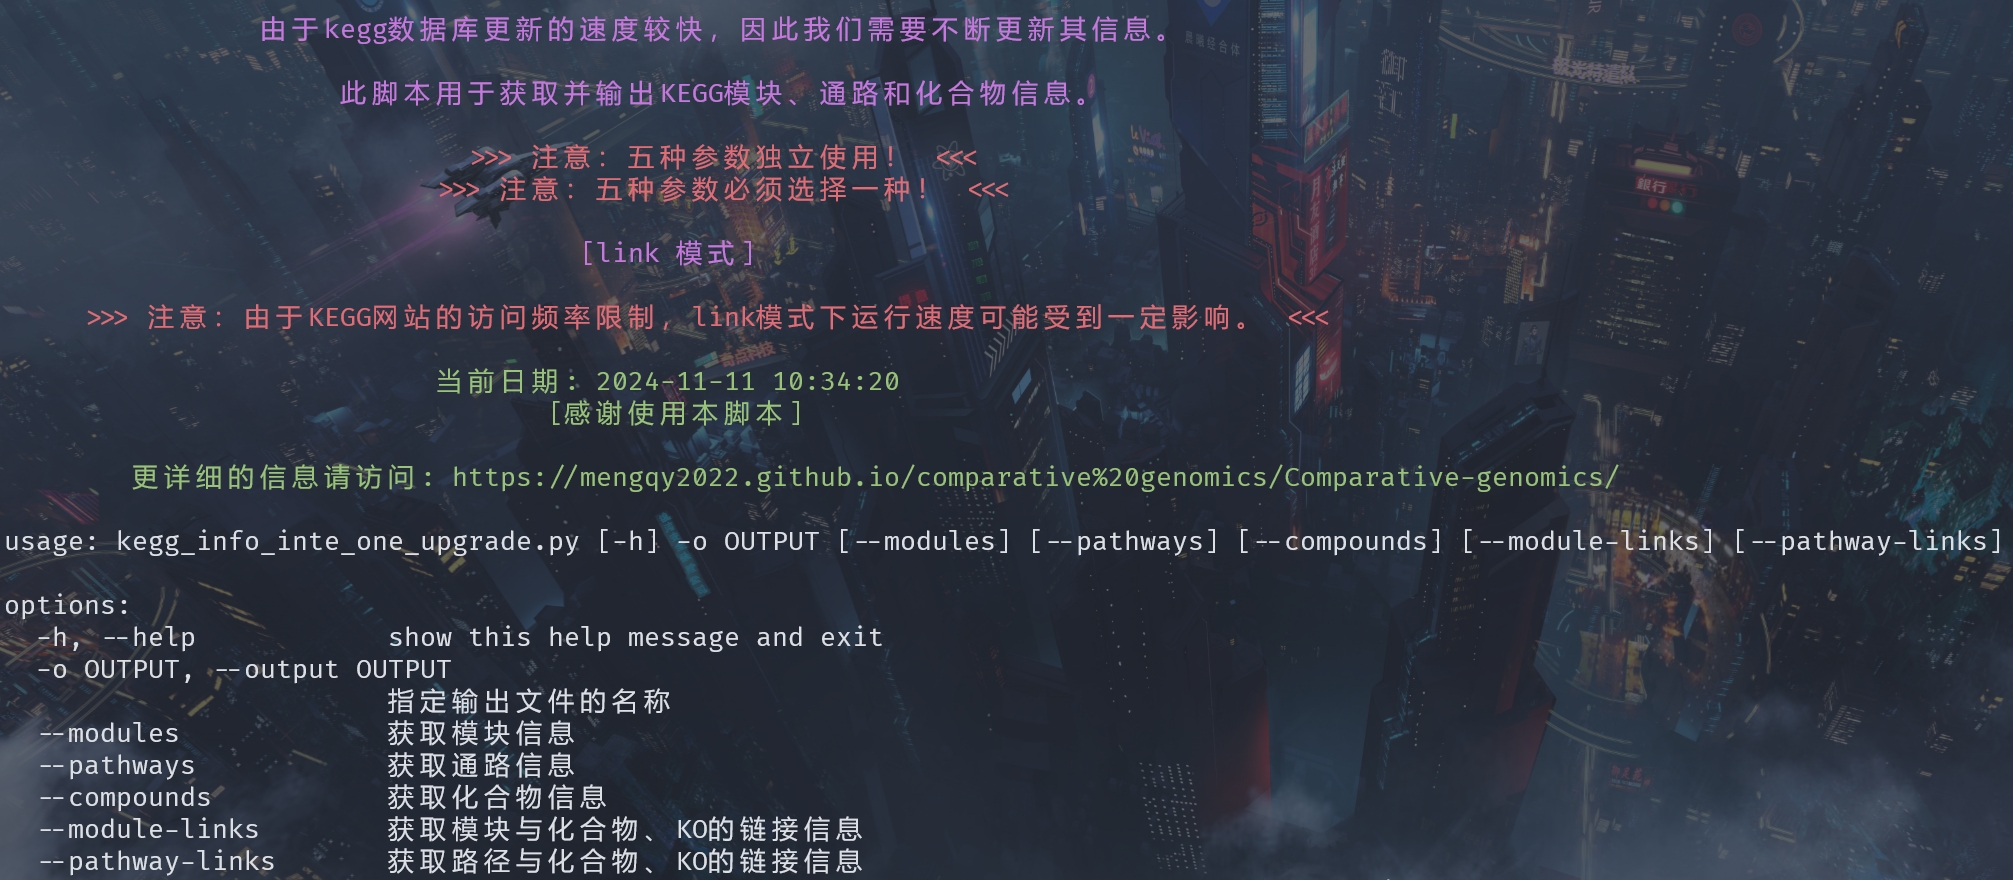 由于kegg数据库更新的速度较快，因此我们需要不断更新其信息。
此脚本用于获取并输出KEGG模块、通路和化合物信息。
>>> 注意：五种参数独立使用！ <<<
>>> 注意：五种参数必须选择一种！ <<<
[link 模式]
>>> 注意：由于KEGG网站的访问频率限制，link模式下运行速度可能受到一定影响。 <<<
当前日期：2024-11-11 10:34:20
[感谢使用本脚本]
更详细的信息请访问：https://mengqy2022.github.io/comparative%20genomics/Comparative-genomics/
usage: kegg_info_inte_one_upgrade.py [-h] -o OUTPUT [--modules] [--pathways] [--compounds] [--module-links] [--pathway-links]
options:
-h, --help show this help message and exit
-o OUTPUT, --output OUTPUT
指定输出文件的名称
--modules 获取模块信息
--pathways 获取通路信息
--compounds 获取化合物信息
--module-links 获取模块与化合物、KO的链接信息
--pathway-links 获取路径与化合物、KO的链接信息
銀行